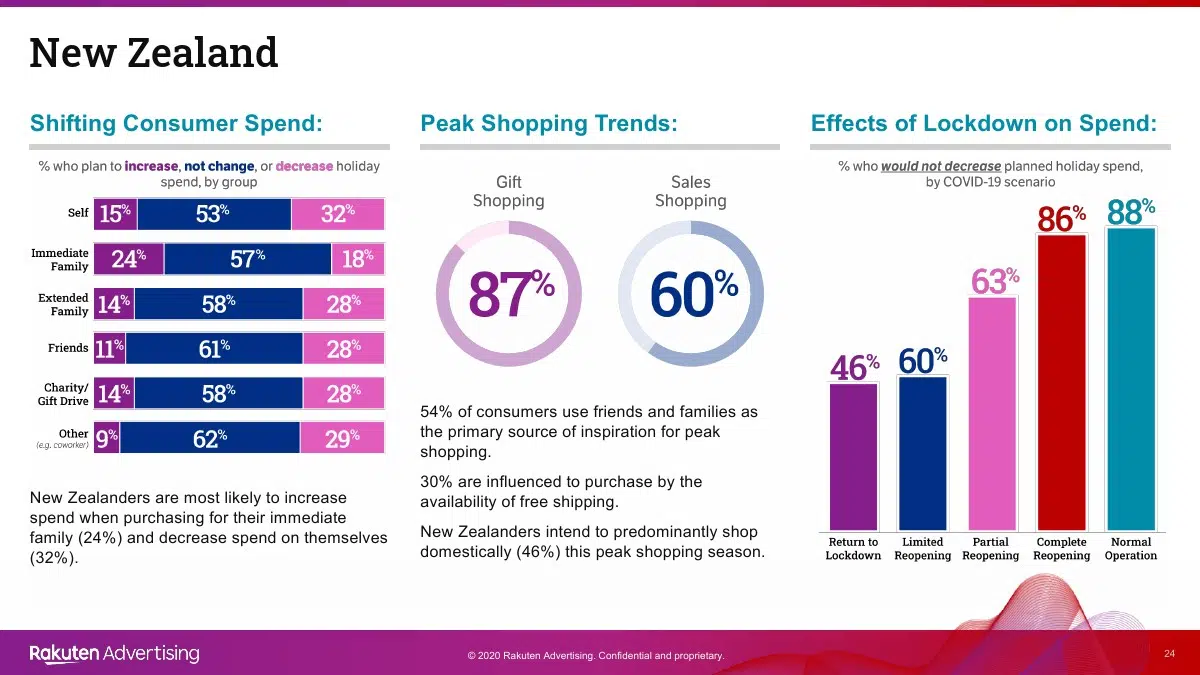 New Zealand
Shifting Consumer Spend:
% who plan to increase, not change, or decrease holiday
spend, by group
Self 15% 53% 32%
Immediate
Family
24% 57% 18%
Extended
Family
14% 58% 28%
Friends 11% 61% 28%
Charity/
Gift Drive
14% 58% 28%
Other
(e.g. coworker)
9% 62% 29%
New Zealanders are most likely to increase
spend when purchasing for their immediate
family (24%) and decrease spend on themselves
(32%).
Peak Shopping Trends:
Gift
Shopping
87%
Sales
Shopping
60%
54% of consumers use friends and families as
the primary source of inspiration for peak
shopping.
30% are influenced to purchase by the
availability of free shipping.
New Zealanders intend to predominantly shop
domestically (46%) this peak shopping season.
Effects of Lockdown on Spend:
% who would not decrease planned holiday spend,
by COVID-19 scenario
46% 60% 63% 86% 88%
Return to
Lockdown
Limited
Reopening
Partial
Reopening
Complete
Reopening
Normal
Operation
Rakuten Advertising
© 2020 Rakuten Advertising. Confidential and proprietary.
24